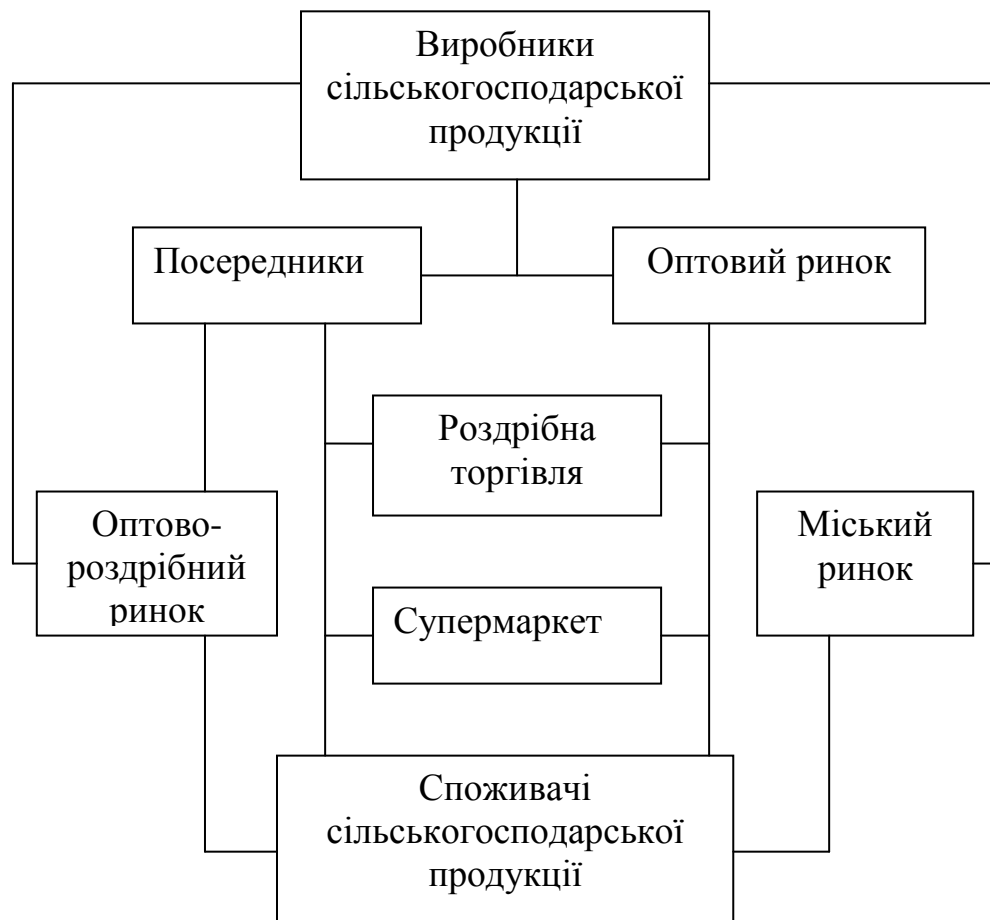 Виробники
сільськогосподарської
продукції
Посередники
Оптовий ринок
Роздрібна
торгівля
Оптово-
роздрібний
ринок
Міський
ринок
Супермаркет
Споживачі
сільськогосподарської
продукції